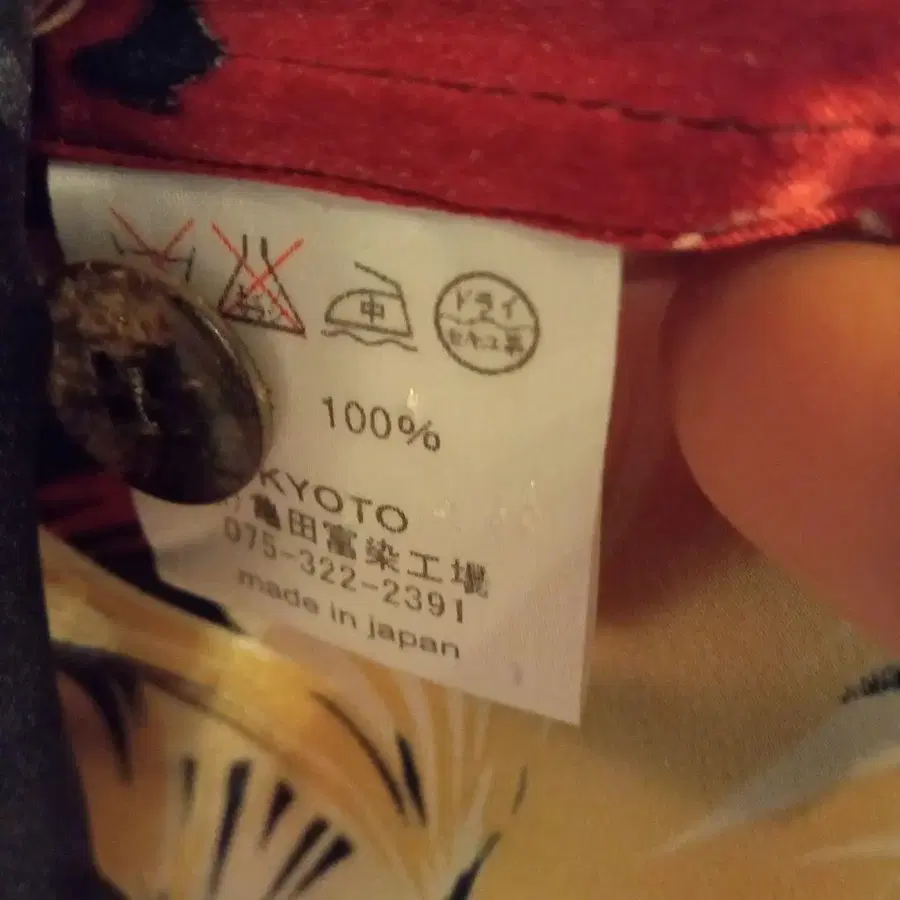 中
ドライ
セキユ系
100%
KYOTO
亀田富染工場
075-322-2391
made in japan